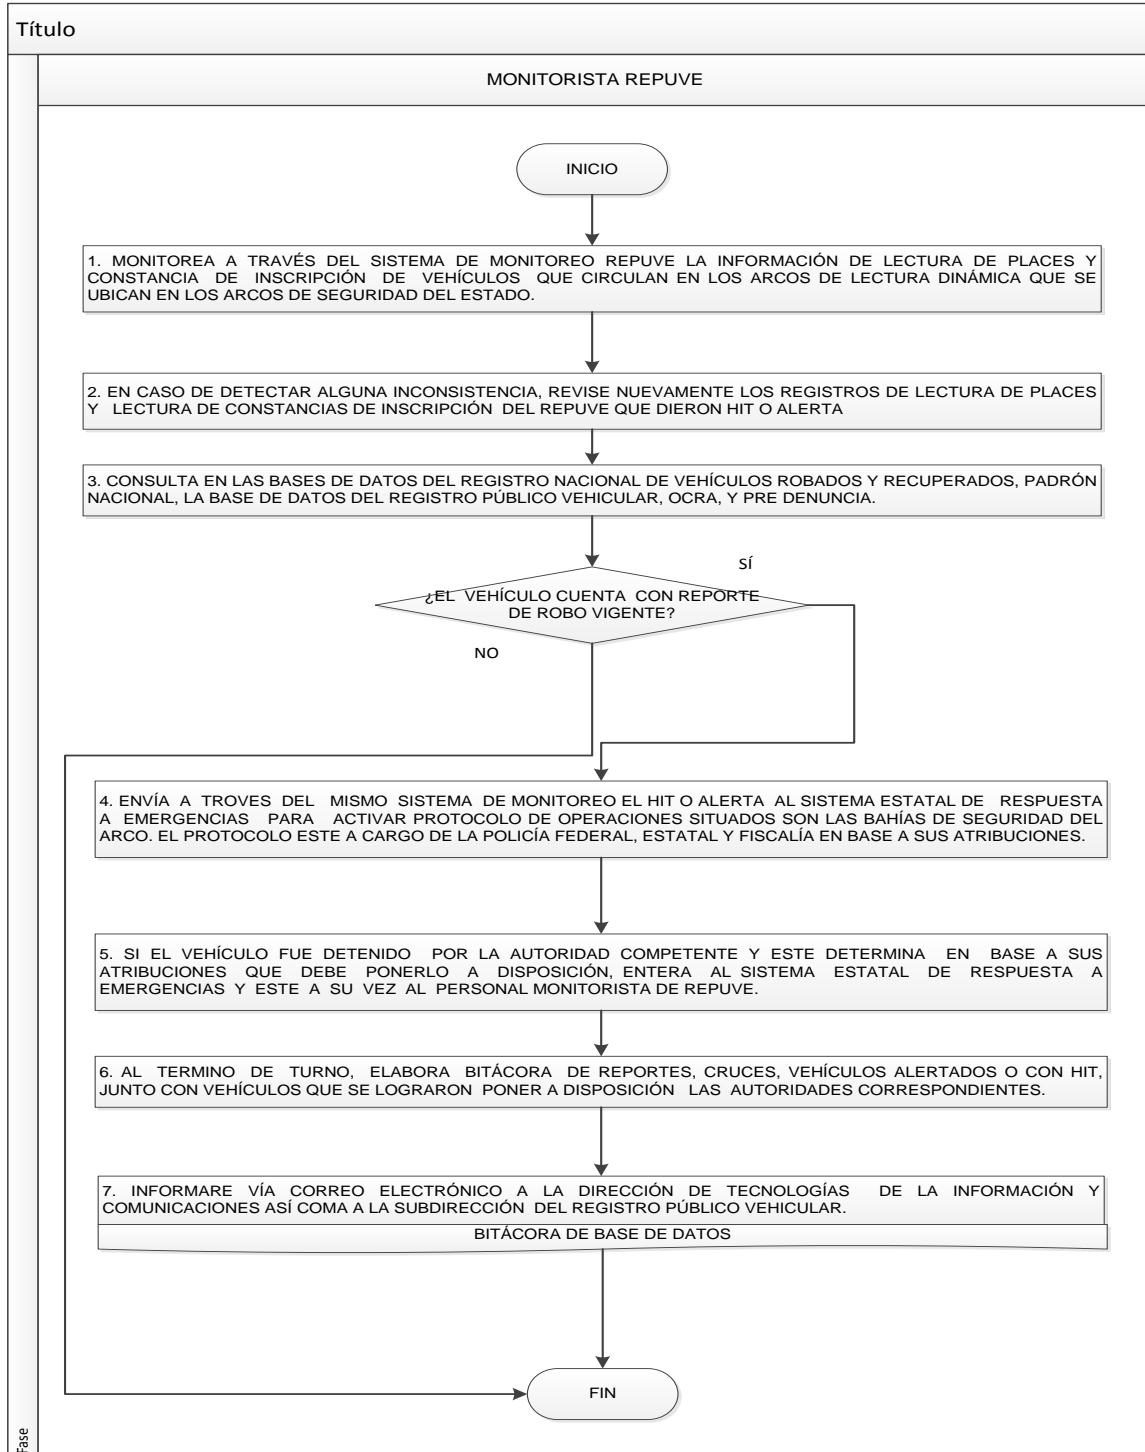 Título
MONITORISTA REPUVE
INICIO
1. MONITOREA A TRAVÉS DEL SISTEMA DE MONITOREO REPUVE LA INFORMACIÓN DE LECTURA DE PLACES Y
CONSTANCIA DE INSCRIPCIÓN DE VEHÍCULOS QUE CIRCULAN EN LOS ARCOS DE LECTURA DINÁMICA QUE SE
UBICAN EN LOS ARCOS DE SEGURIDAD DEL ESTADO.
2. EN CASO DE DETECTAR ALGUNA INCONSISTENCIA, REVISE NUEVAMENTE LOS REGISTROS DE LECTURA DE PLACES
Y LECTURA DE CONSTANCIAS DE INSCRIPCIÓN DEL REPUVE QUE DIERON HIT O ALERTA
3. CONSULTA EN LAS BASES DE DATOS DEL REGISTRO NACIONAL DE VEHÍCULOS ROBADOS Y RECUPERADOS, PADRÓN
NACIONAL, LA BASE DE DATOS DEL REGISTRO PÚBLICO VEHICULAR, OCRA, Y PRE DENUNCIA.
SÍ
¿EL VEHÍCULO CUENTA CON REPORTE
DE ROBO VIGENTE?
NO
4. ENVÍA A TROVES DEL MISMO SISTEMA DE MONITOREO EL HIT O ALERTA AL SISTEMA ESTATAL DE RESPUESTA
A EMERGENCIAS PARA ACTIVAR PROTOCOLO DE OPERACIONES SITUADOS SON LAS BAHÍAS DE SEGURIDAD DEL
ARCO. EL PROTOCOLO ESTE A CARGO DE LA POLICÍA FEDERAL, ESTATAL Y FISCALÍA EN BASE A SUS ATRIBUCIONES.
5. SI EL VEHÍCULO FUE DETENIDO POR LA AUTORIDAD COMPETENTE Y ESTE DETERMINA EN BASE A SUS
ATRIBUCIONES QUE DEBE PONERLO A DISPOSICIÓN, ENTERA AL SISTEMA ESTATAL DE RESPUESTA A
EMERGENCIAS Y ESTE A SU VEZ AL PERSONAL MONITORISTA DE REPUVE.
6. AL TERMINO DE TURNO, ELABORA BITÁCORA DE REPORTES, CRUCES, VEHÍCULOS ALERTADOS O CON HIT,
JUNTO CON VEHÍCULOS QUE SE LOGRARON PONER A DISPOSICIÓN LAS AUTORIDADES CORRESPONDIENTES.
7. INFORMARE VÍA CORREO ELECTRÓNICO A LA DIRECCIÓN DE TECNOLOGÍAS DE LA INFORMACIÓN Y
COMUNICACIONES ASÍ COMA A LA SUBDIRECCIÓN DEL REGISTRO PÚBLICO VEHICULAR.
BITÁCORA DE BASE DE DATOS
FIN
Fase